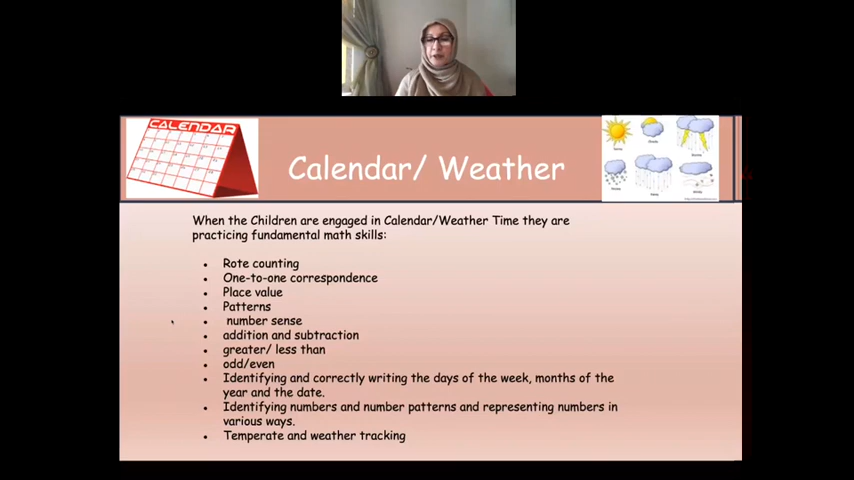 CALENDAR
Calendar/ Weather
When the Children are engaged in Calendar/Weather Time they are
practicing fundamental math skills:
Rote counting
One-to-one correspondence
Place value
Patterns
number sense
addition and subtraction
greater/ less than
odd/even
Identifying and correctly writing the days of the week, months of the
year and the date.
Identifying numbers and number patterns and representing numbers in
various ways.
Temperate and weather tracking